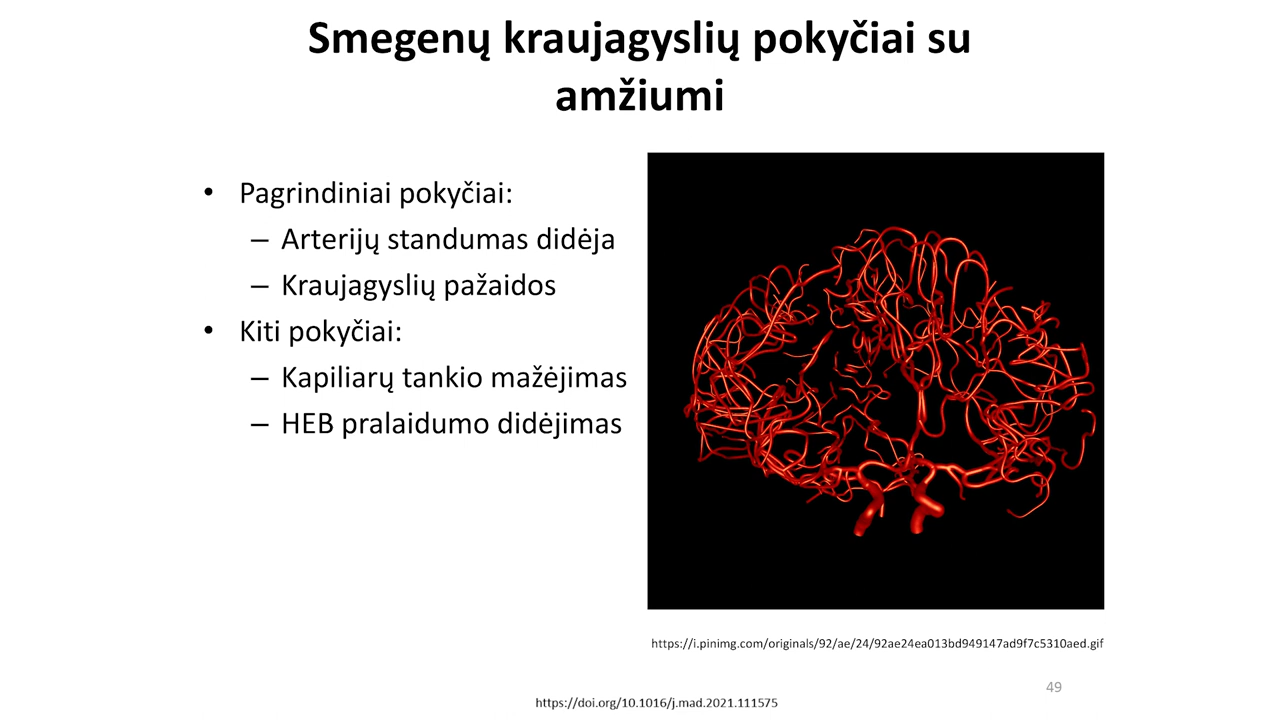 Smegenų kraujagyslių pokyčiai su
amžiumi
• Pagrindiniai pokyčiai:
– Arterijų standumas didėja
– Kraujagyslių pažaidos
• Kiti pokyčiai:
– Kapiliarų tankio mažėjimas
– HEB pralaidumo didėjimas
https://i.pinimg.com/originals/92/ae/24/92ae24ea013bd949147ad9f7c5310aed.gif
49
https://doi.org/10.1016/j.mad.2021.111575